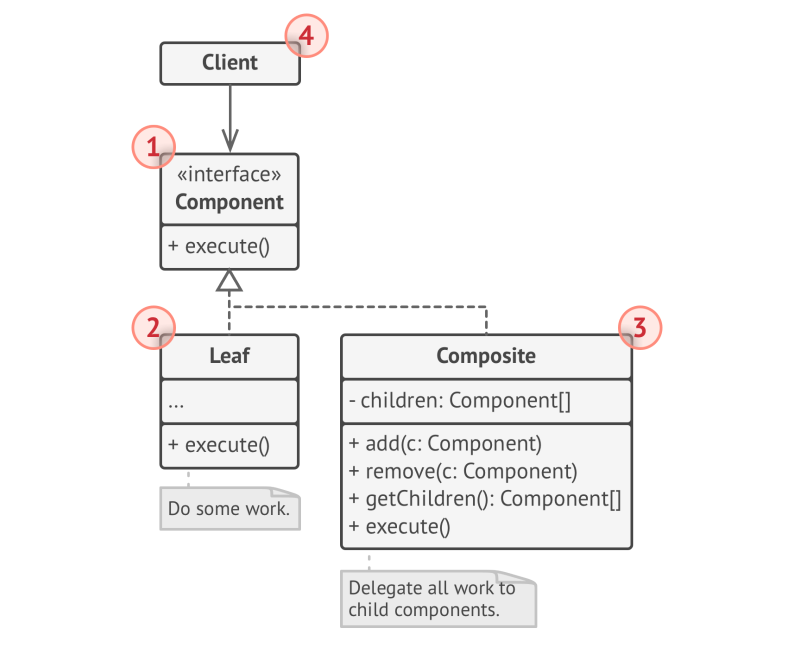 4
Client
1
«interface»
Component
+ execute()
2
Leaf
...
+ execute()
Do some work.
3
Composite
- children: Component[]
+ add(c: Component)
+ remove(c: Component)
+ getChildren(): Component[]
+ execute()
Delegate all work to
child components.